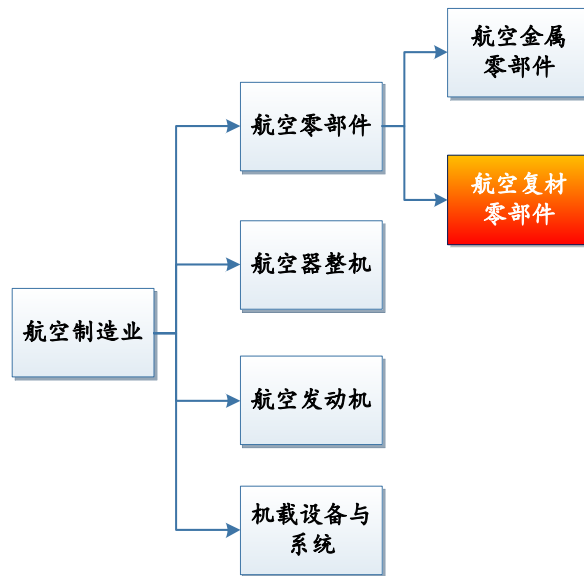 航空金属
零部件
航空零部件
航空复材
零部件
航空器整机
航空制造业
航空发动机
机载设备与
系统